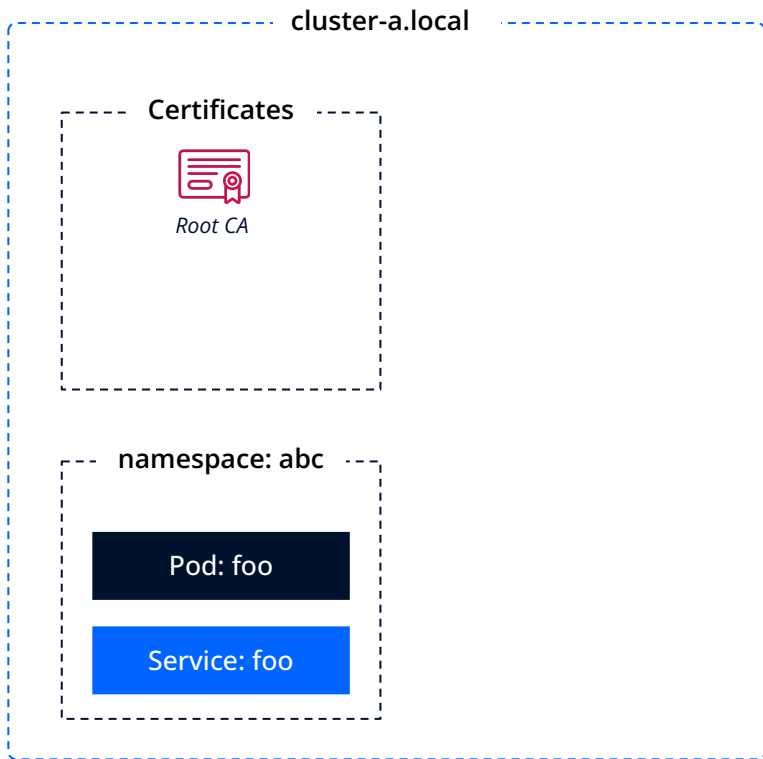 cluster-a.local
Certificates
Root CA
namespace: abc
Pod: foo
Service: foo